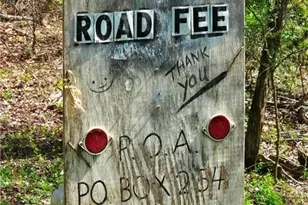 ROAD FEE
THANK
YOU
P.O.A.
PO BOX 254